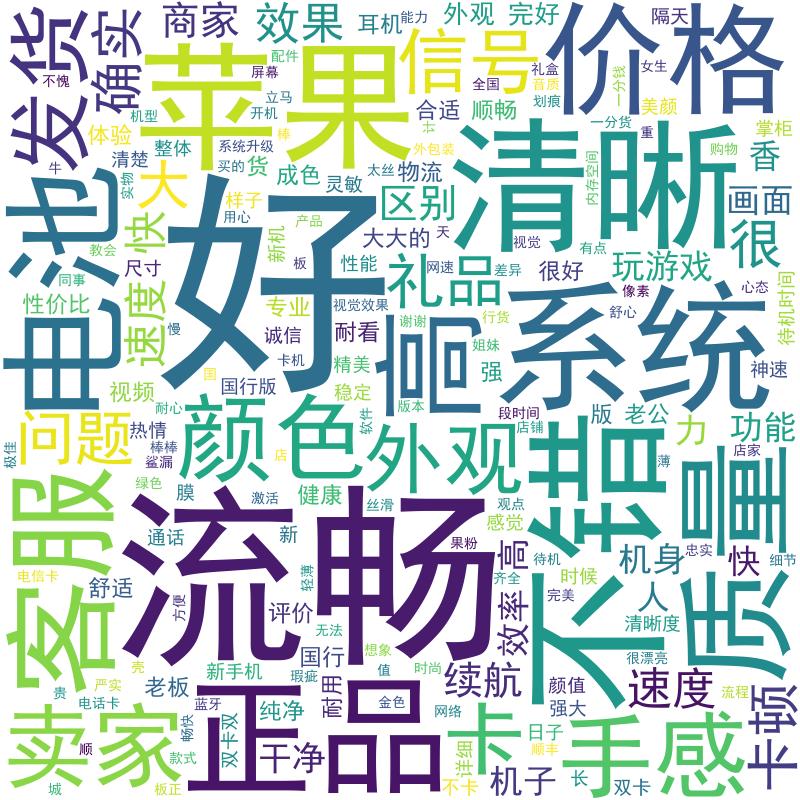 发货
不愧
确实
商家
效果
耳机
能力
外观
完好
价格
隔天
女生
苹果
配件
屏幕
立马
开机
信号
全国
礼盒
音质
划痕
一分钱
美颜
体验
机型
棒
合适
顺畅
一分货
重
掌柜
清楚
整体
系统升级
外包装
清晰
购物
香
牛
实物
买的
货
成色
灵敏
太丝
物流
内存空间
大
样子
用心
产品
区别
画面
电池
快
好
新机
大大的
天
视觉
有点
很
教会
同事
尺寸
板
性能
网速
差异
很好
玩游戏
礼品
像素
心态
待机时间
性价比
速度
专业
视觉效果
谢谢
行货
舒心
慢
诚信
耐看
高
姐妹
系统
卡机
精美
强
神速
视频
国
国行版
稳定
耐心
软件
版本
段时间
店铺
版
老公
力
功能
问题
热情
颜色
外观
不错
质量
极佳
棒棒
鲨漏
店
薄
店家
客服
绿色
膜
激活
健康
丝滑
观点
流畅
通话
新
感觉
果粉
高
机身
快
忠实
细节
电信卡
舒适
方便
轻薄
待机
齐全
时候
效率
完美
人
评价
无法
清晰度
壳
新手机
国行
想象
很漂亮
贵
严实
老板
瑕疵
值
时尚
续航
颜值
速度
流程
电话卡
蓝牙
纯净
耐用
金色
网络
强大
卡顿
卖家
正品
卡
日子
手感
顺
畅快
双卡双
详细
顺丰
款式
干净
不卡
机子
长
双卡
城
板正